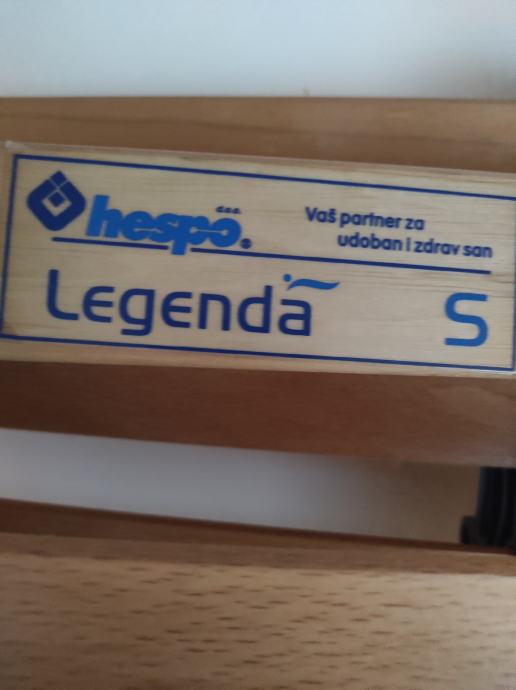 hespo d.o.o. ®
Vaš partner za
udoban i zdrav san
Legenda S